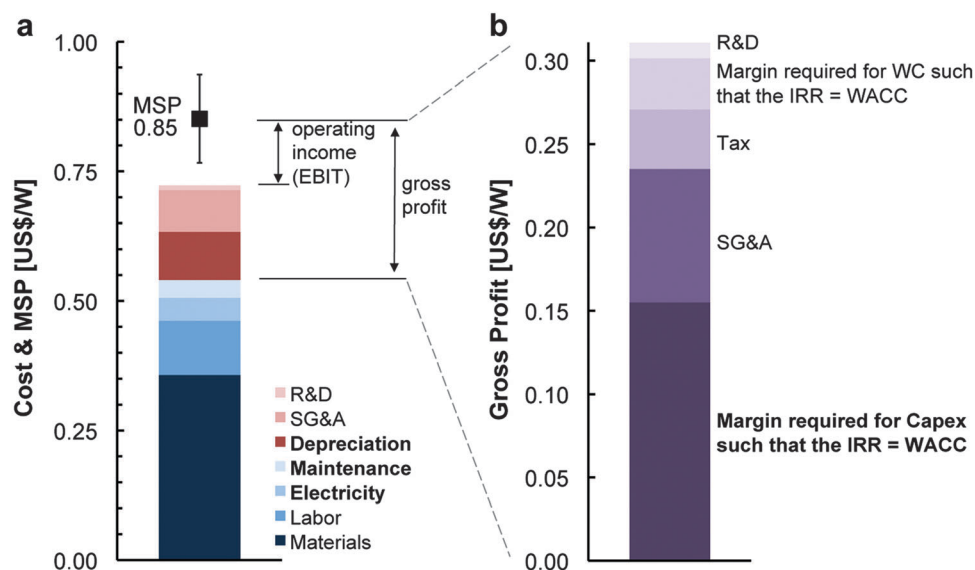 a
Cost & MSP [US$/W]
1.00
0.75
0.50
0.25
0.00
MSP
0.85
operating
income
(EBIT)
gross
profit
R&D
SG&A
Depreciation
Maintenance
Electricity
Labor
Materials
b
Gross Profit [US$/W]
0.30
0.25
0.20
0.15
0.10
0.05
0.00
R&D
Margin required for WC such
that the IRR = WACC
Tax
SG&A
Margin required for Capex
such that the IRR = WACC